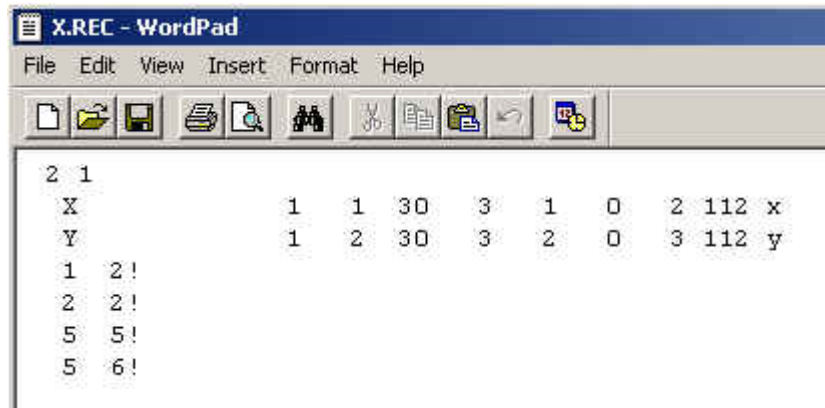 X.REC - WordPad
File Edit View Insert Format Help
2 1
X 1 1 30 3 1 0 2 112 x
Y 1 2 30 3 2 0 3 112 y
1 2!
2 2!
5 5!
5 6!